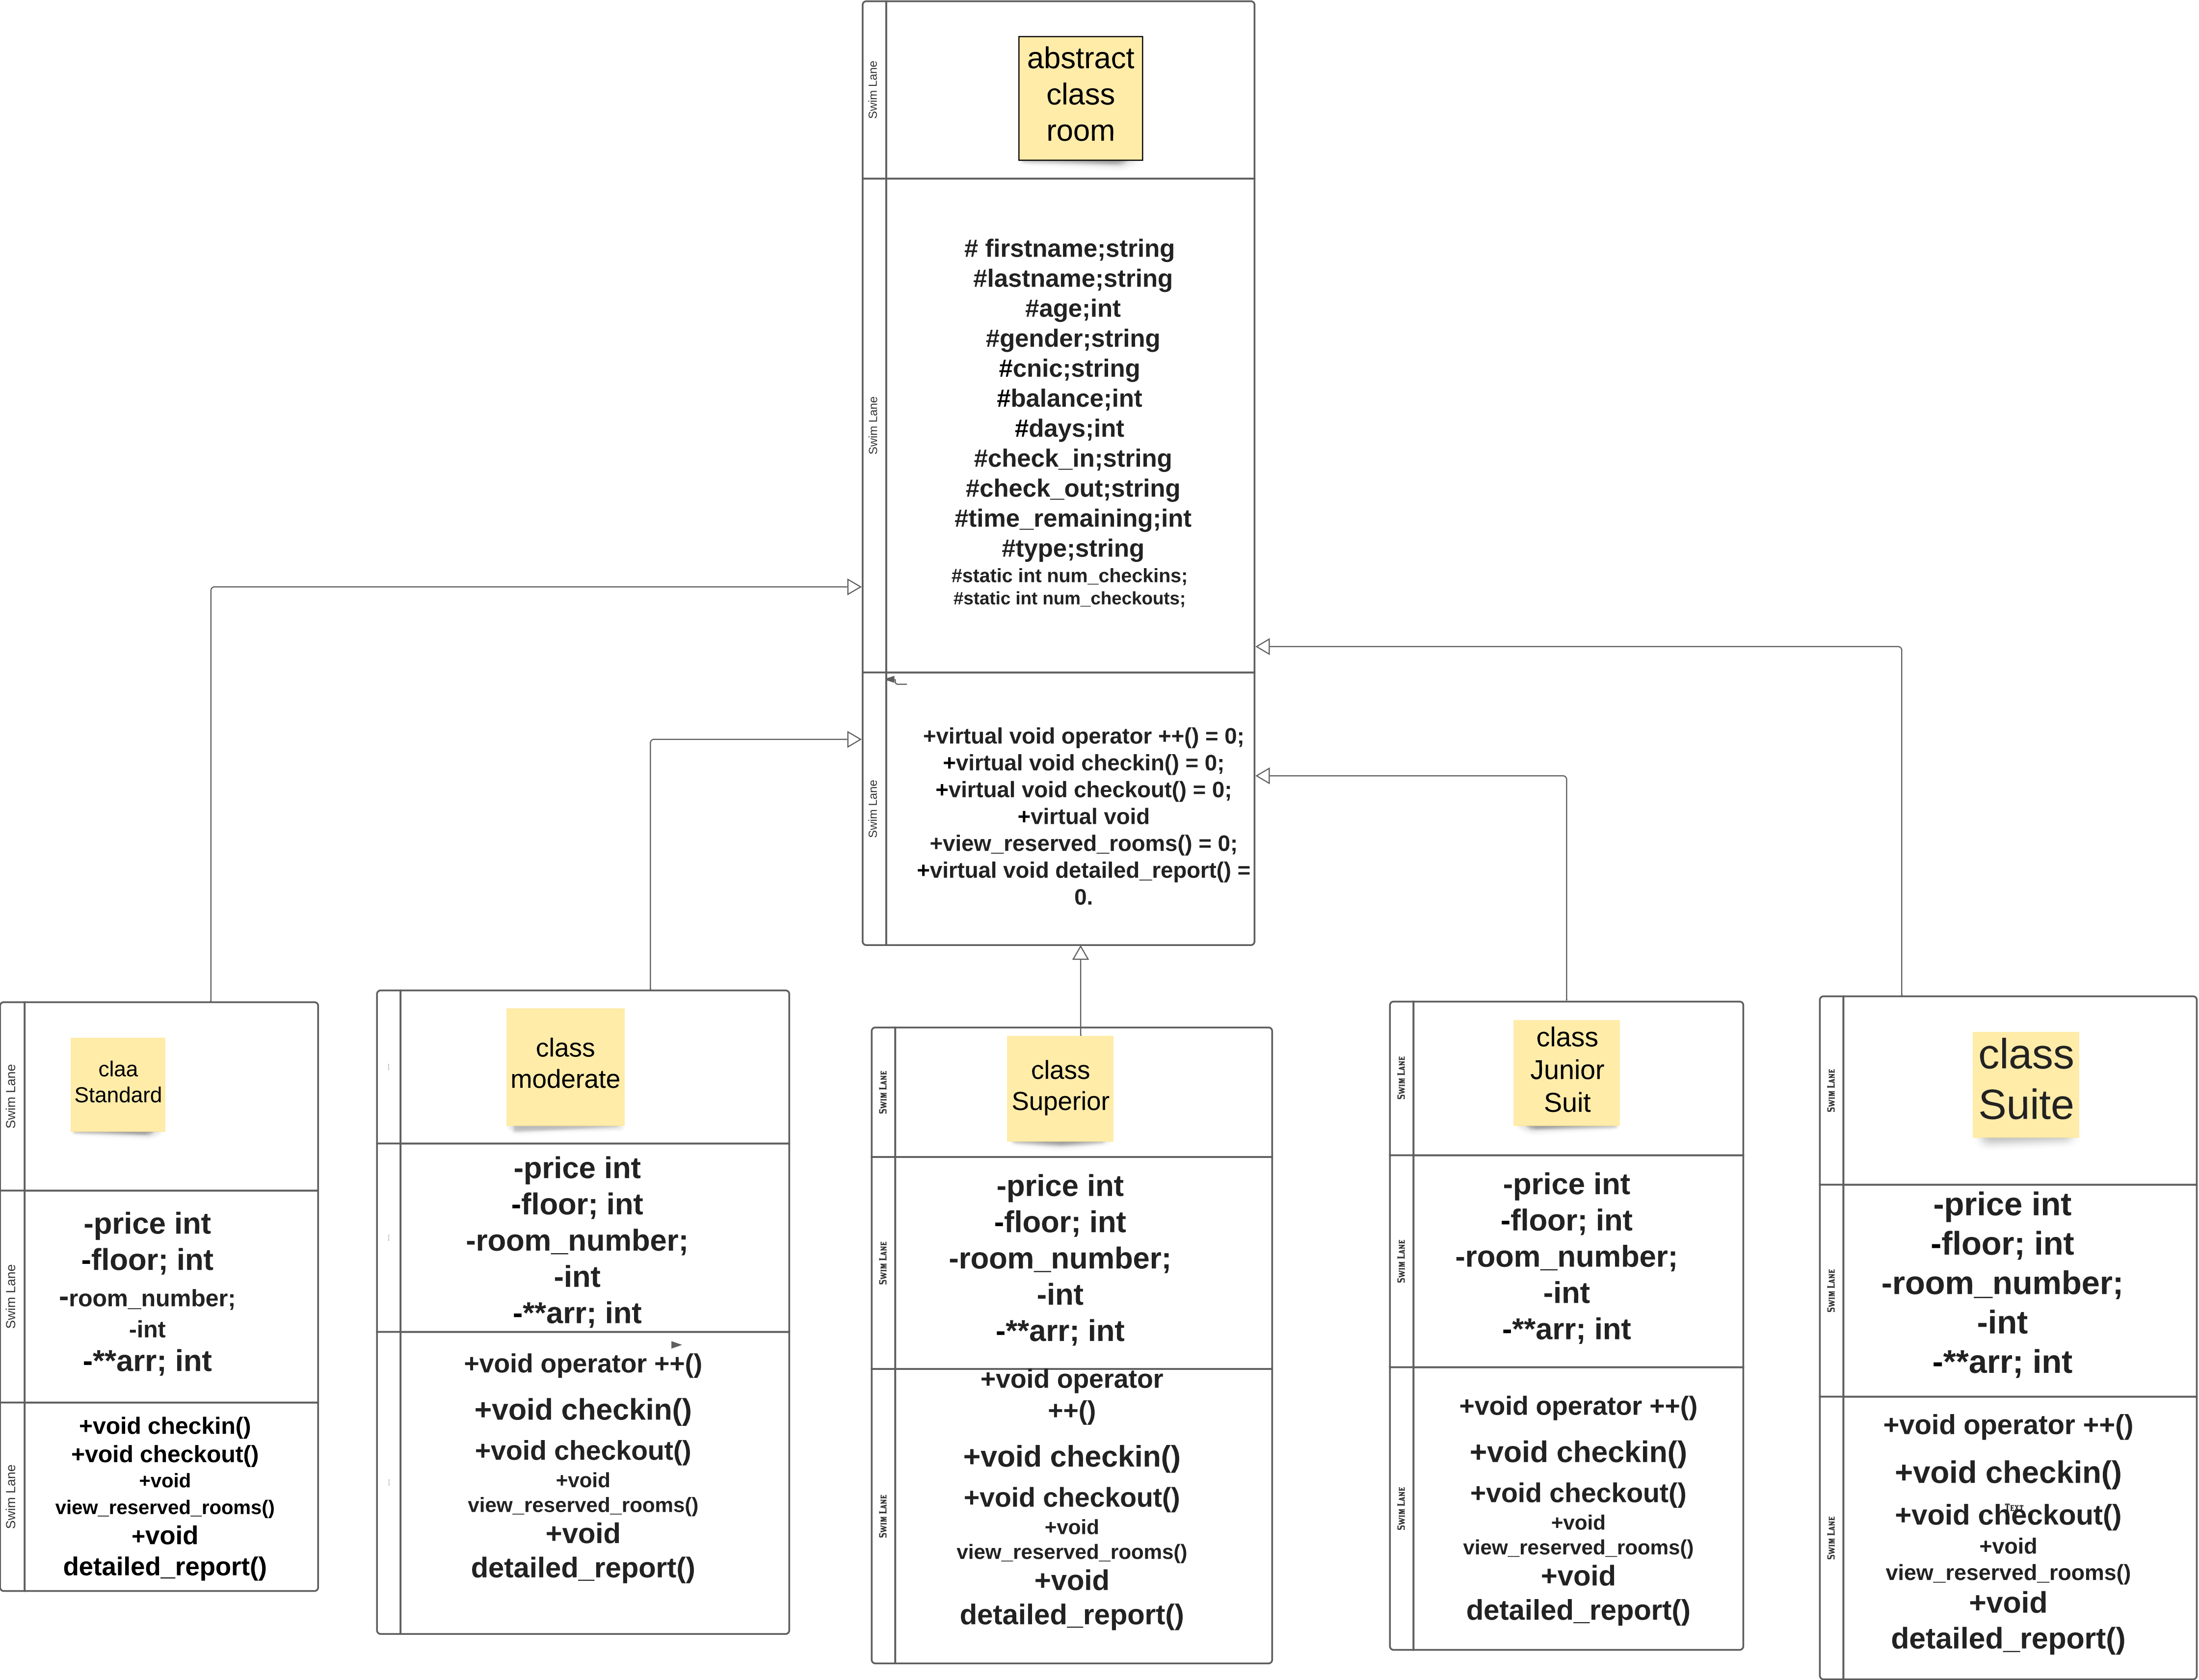 Swim Lane
abstract
class
room
Swim Lane
# firstname;string
#lastname;string
#age;int
#gender;string
#cnic;string
#balance;int
#days;int
#check_in;string
#check_out;string
#time_remaining;int
#type;string
#static int num_checkins;
#static int num_checkouts;
Swim Lane
+virtual void operator ++() = 0;
+virtual void checkin() = 0;
+virtual void checkout() = 0;
+virtual void
+view_reserved_rooms() = 0;
+virtual void detailed_report() =
0.
Swim Lane
claa
Standard
Swim Lane
-price int
-floor; int
-room_number;
-int
-**arr; int
Swim Lane
+void checkin()
+void checkout()
+void
view_reserved_rooms()
+void
detailed_report()
class
moderate
-price int
-floor; int
-room_number;
-int
-**arr; int
+void operator ++()
+void checkin()
+void checkout()
+void
view_reserved_rooms()
+void
detailed_report()
Swim Lane
class
Superior
Swim Lane
-price int
-floor; int
-room_number;
-int
-**arr; int
Swim Lane
+void operator
++()
+void checkin()
+void checkout()
+void
view_reserved_rooms()
+void
detailed_report()
Swim Lane
class
Junior
Suit
Swim Lane
-price int
-floor; int
-room_number;
-int
-**arr; int
Swim Lane
+void operator ++()
+void checkin()
+void checkout()
+void
view_reserved_rooms()
+void
detailed_report()
Swim Lane
class
Suite
Swim Lane
-price int
-floor; int
-room_number;
-int
-**arr; int
Swim Lane
+void operator ++()
+void checkin()
Text
+void checkout()
+void
view_reserved_rooms()
+void
detailed_report()